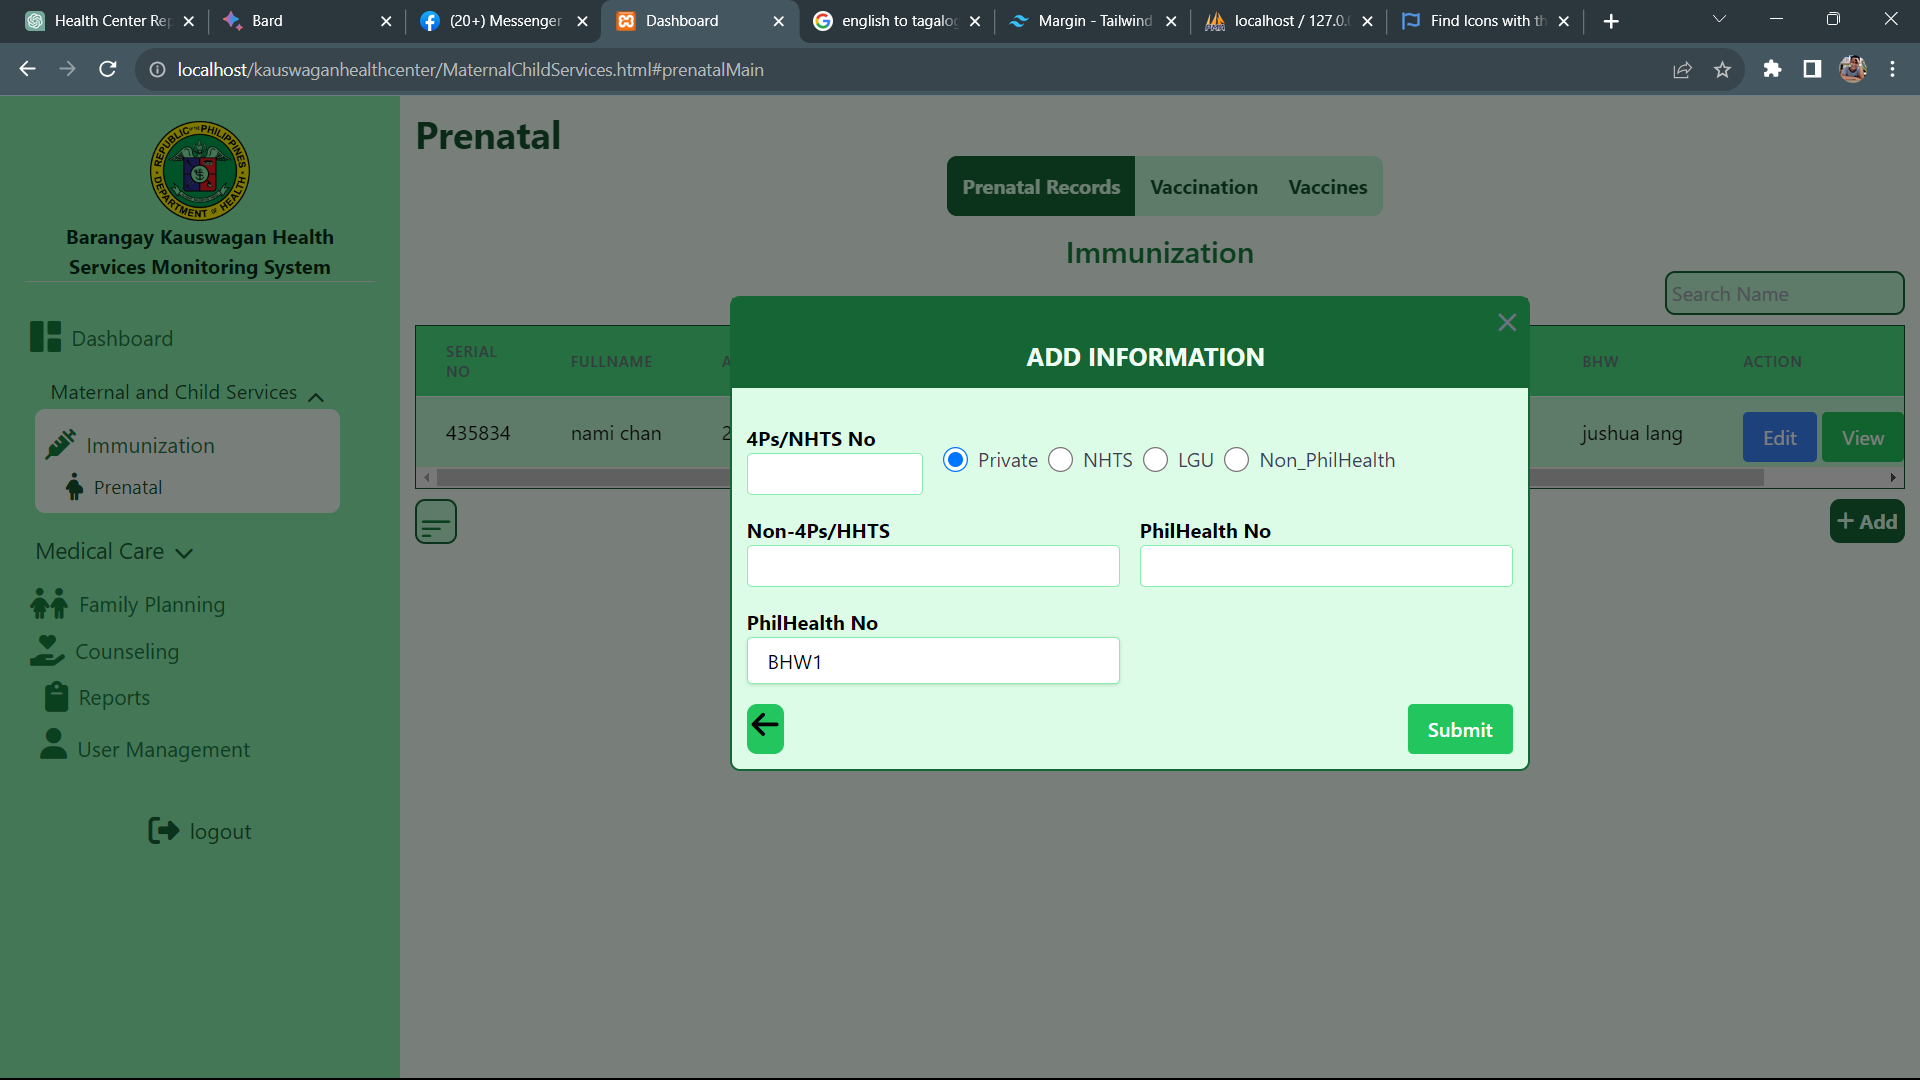 Health Center Rep
Bard
(20+) Messenger
Dashboard
english to tagalog
Margin - Tailwind
localhost / 127.0.
Find Icons with th
localhost/kauswaganhealthcenter/MaternalChildServices.html#prenatalMain
REPUBLIC OF THE PHILIPPINES
DEPARTMENT OF HEALTH
Barangay Kauswagan Health
Services Monitoring System
Dashboard
Maternal and Child Services
Immunization
Prenatal
Medical Care
Family Planning
Counseling
Reports
User Management
logout
Prenatal
Prenatal Records
Vaccination
Vaccines
Immunization
Search Name
SERIAL
NO
FULLNAME
A
BHW
ACTION
435834
nami chan
2
jushua lang
Edit
View
+ Add
ADD INFORMATION
4Ps/NHTS No
Private
NHTS
LGU
Non_PhilHealth
Non-4Ps/HHTS
PhilHealth No
PhilHealth No
BHW1
Submit